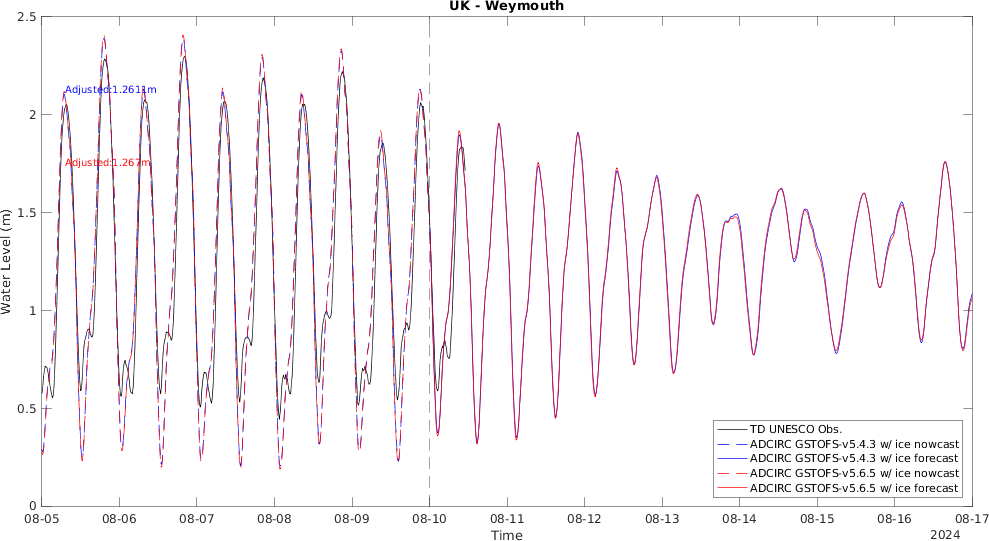 UK - Weymouth
2.5
2
1.5
1
0.5
0
Water Level (m)
Adjusted:1.2611m
Adjusted:1.267m
TD UNESCO Obs.
ADCIRC GSTOFS-v5.4.3 w/ ice nowcast
ADCIRC GSTOFS-v5.4.3 w/ ice forecast
ADCIRC GSTOFS-v5.6.5 w/ ice nowcast
ADCIRC GSTOFS-v5.6.5 w/ ice forecast
08-05 08-06 08-07 08-08 08-09 08-10 08-11 08-12 08-13 08-14 08-15 08-16 08-17
Time
2024